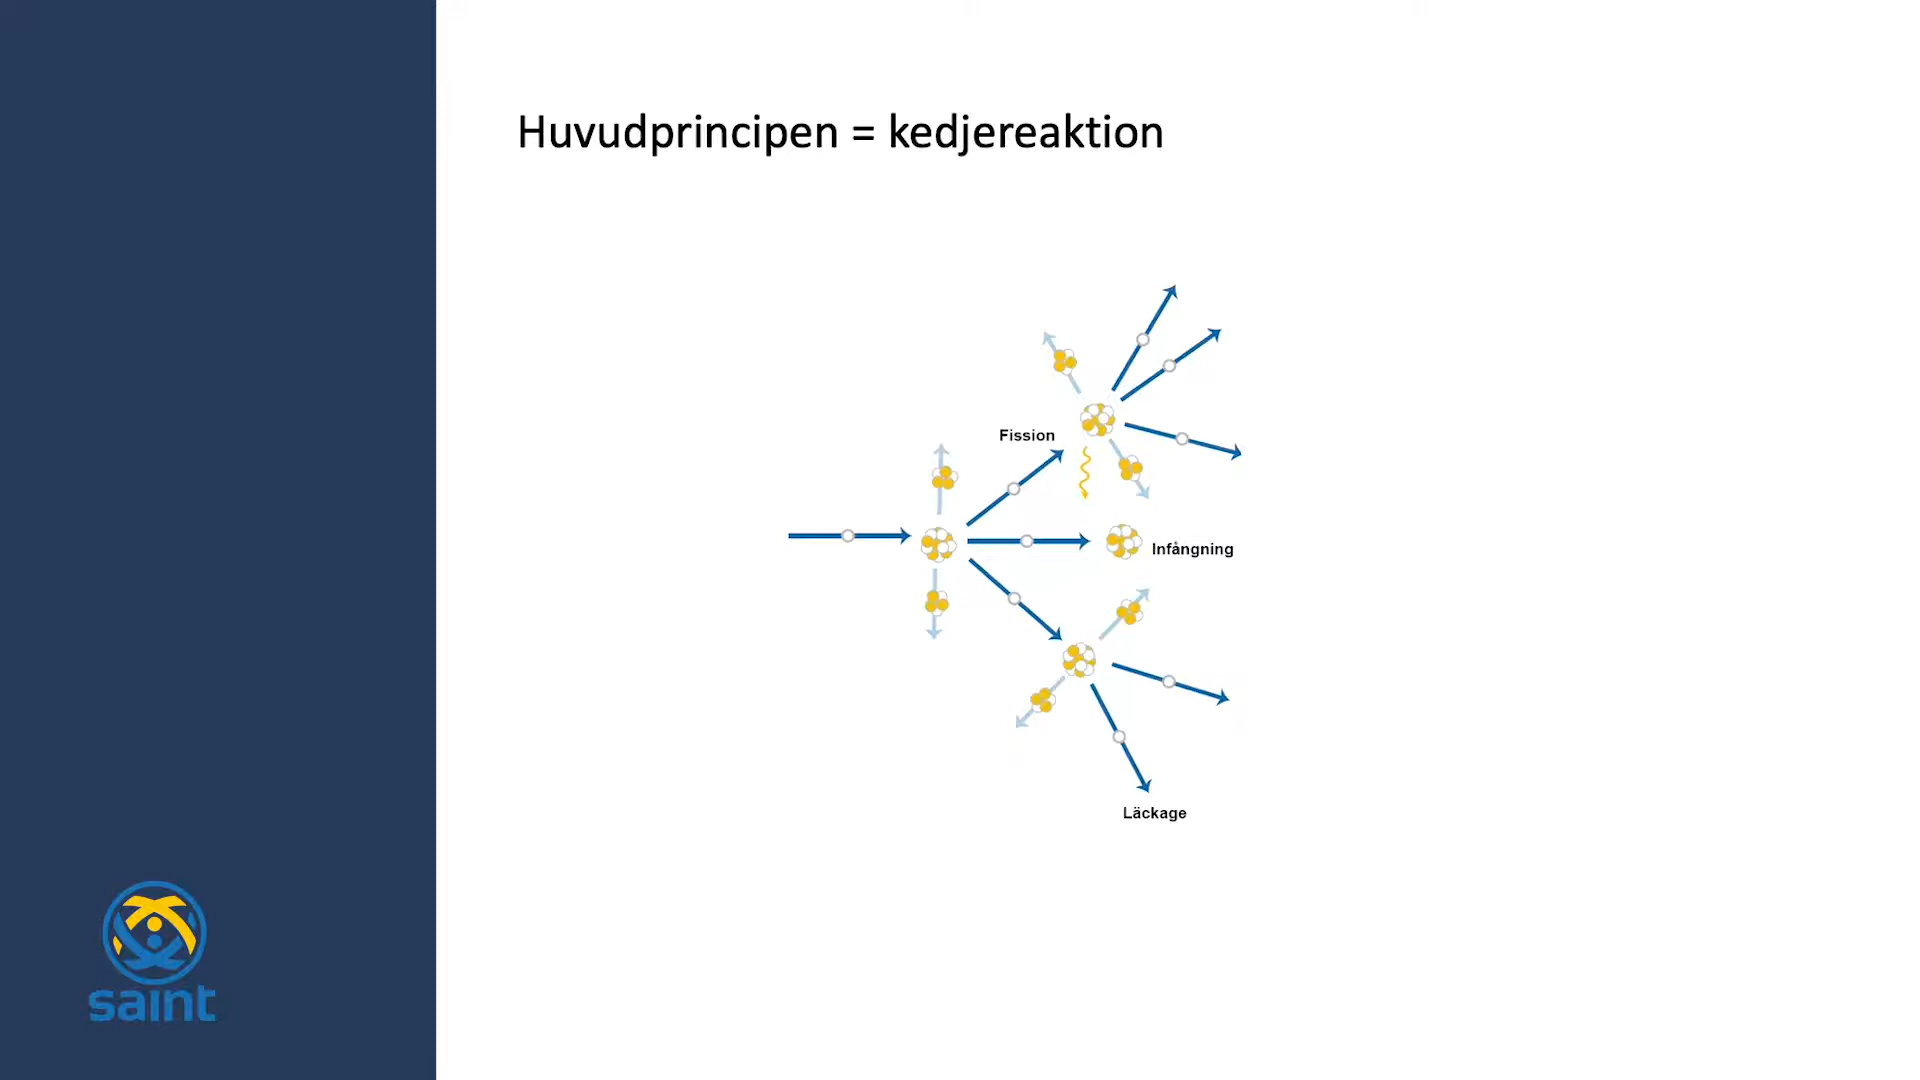 Huvudprincipen = kedjereaktion
Fission
Infångning
Läckage
saint